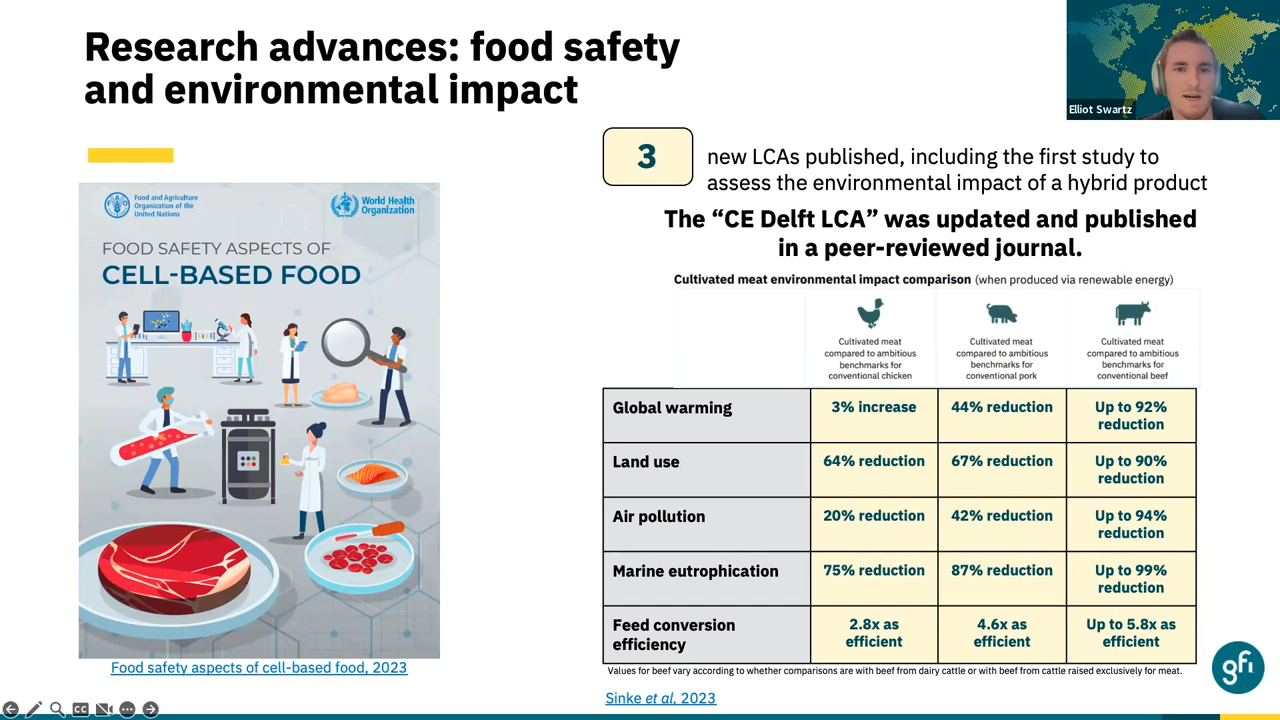 Research advances: food safety
and environmental impact
Elliot Swartz
3
new LCAs published, including the first study to
assess the environmental impact of a hybrid product
The “CE Delft LCA” was updated and published
in a peer-reviewed journal.
Food and Agriculture
Organization of the
United Nations
World Health
Organization
FOOD SAFETY ASPECTS OF
CELL-BASED FOOD
Food safety aspects of cell-based food, 2023
Cultivated meat environmental impact comparison (when produced via renewable energy)
Cultivated meat
compared to ambitious
benchmarks for
conventional chicken
Cultivated meat
compared to ambitious
benchmarks for
conventional pork
Cultivated meat
compared to ambitious
benchmarks for
conventional beef
Global warming
3% increase
44% reduction
Up to 92%
reduction
Land use
64% reduction
67% reduction
Up to 90%
reduction
Air pollution
20% reduction
42% reduction
Up to 94%
reduction
Marine eutrophication
75% reduction
87% reduction
Up to 99%
reduction
Feed conversion
efficiency
2.8x as
efficient
4.6x as
efficient
Up to 5.8x as
efficient
Values for beef vary according to whether comparisons are with beef from dairy cattle or with beef from cattle raised exclusively for meat.
Sinke et al, 2023
gfi
CC